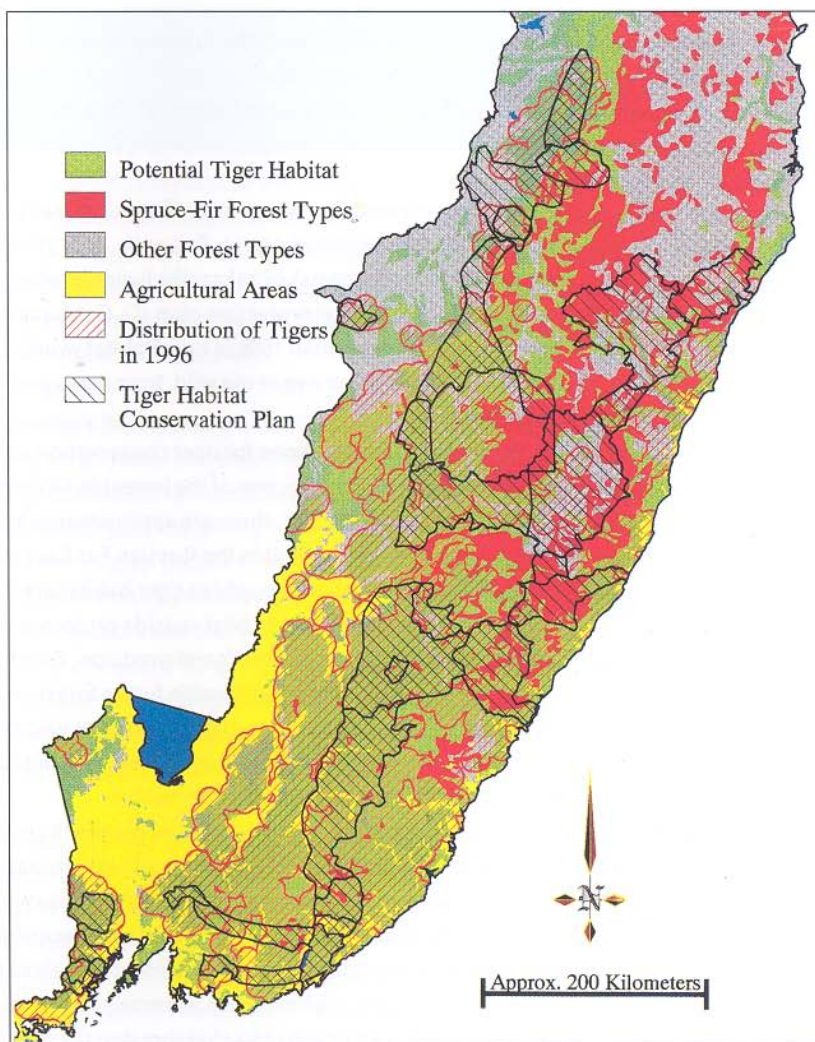 Potential Tiger Habitat
Spruce–Fir Forest Types
Other Forest Types
Agricultural Areas
Distribution of Tigers
in 1996
Tiger Habitat
Conservation Plan
N
Approx. 200 Kilometers